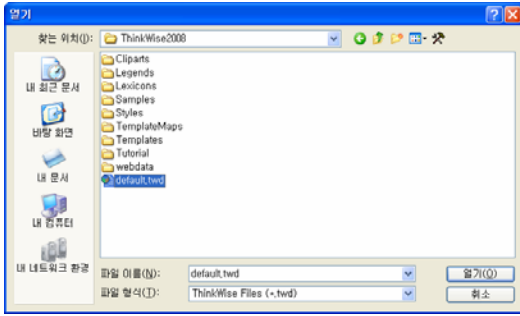 열기
찾는 위치(I):
ThinkWise2008
Cliparts
Legends
Lexicons
Samples
Styles
TemplateMaps
Templates
Tutorial
webdata
default.twd
내 최근 문서
바탕 화면
내 문서
내 컴퓨터
내 네트워크 환경
파일 이름(N):
default.twd
열기(O)
파일 형식(T):
ThinkWise Files (*.twd)
취소